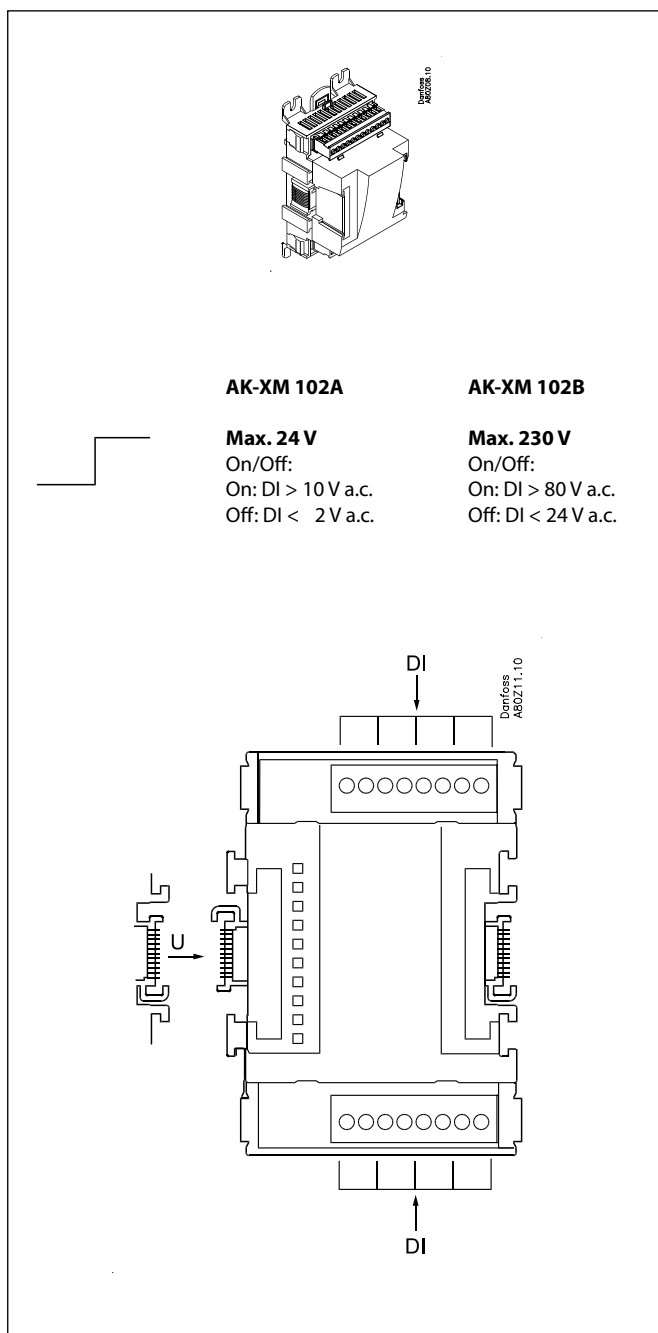 Danfoss
A80Z08.10
AK-XM 102A
Max. 24 V
On/Off:
On: DI > 10 V a.c.
Off: DI <   2 V a.c.
AK-XM 102B
Max. 230 V
On/Off:
On: DI > 80 V a.c.
Off: DI < 24 V a.c.
DI
Danfoss
A80Z11.10
U
DI